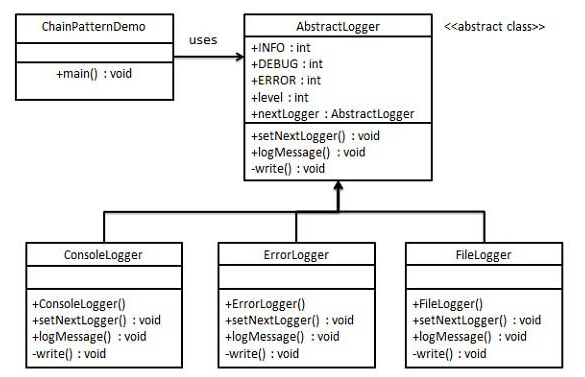 ChainPatternDemo
+main() : void
uses
AbstractLogger
<<abstract class>>
+INFO : int
+DEBUG : int
+ERROR : int
+level : int
+nextLogger : AbstractLogger
+setNextLogger() : void
+logMessage() : void
-write() : void
ConsoleLogger
+ConsoleLogger()
+setNextLogger() : void
+logMessage() : void
-write() : void
ErrorLogger
+ErrorLogger()
+setNextLogger() : void
+logMessage() : void
-write() : void
FileLogger
+FileLogger()
+setNextLogger() : void
+logMessage() : void
-write() : void